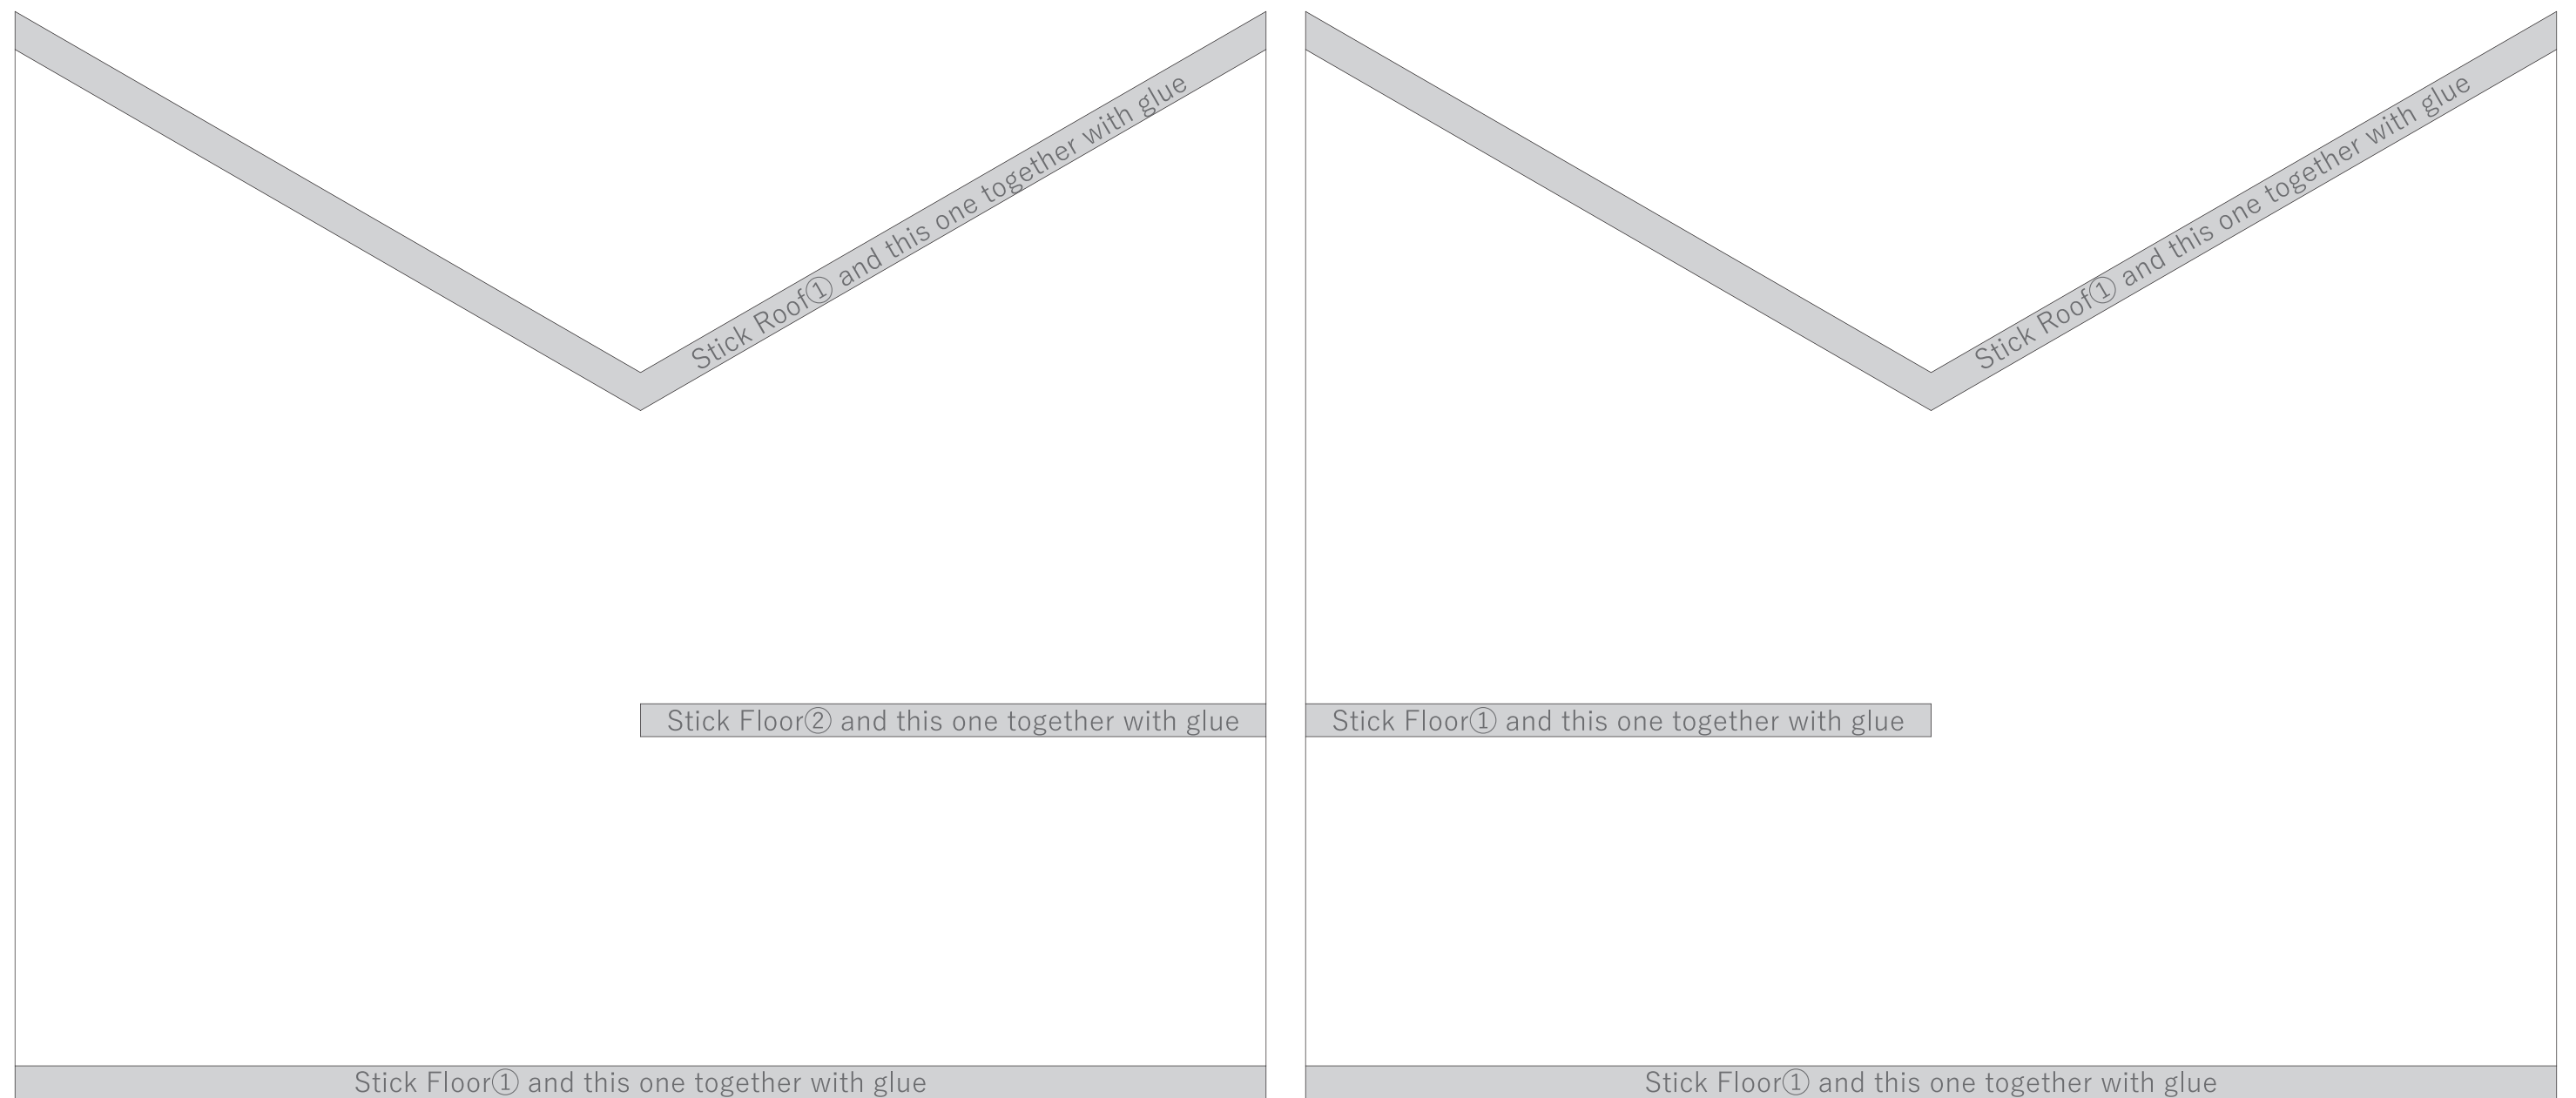 Stick Roof① and this one together with glue
Stick Roof① and this one together with glue
Stick Floor② and this one together with glue
Stick Floor① and this one together with glue
Stick Floor① and this one together with glue
Stick Floor① and this one together with glue